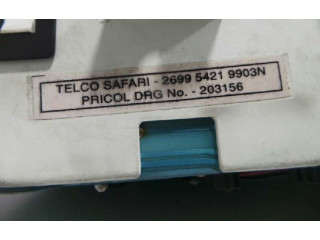 TELCO SAFARI - 2699 5421 9903N
PRICOL DRG No. - 203156